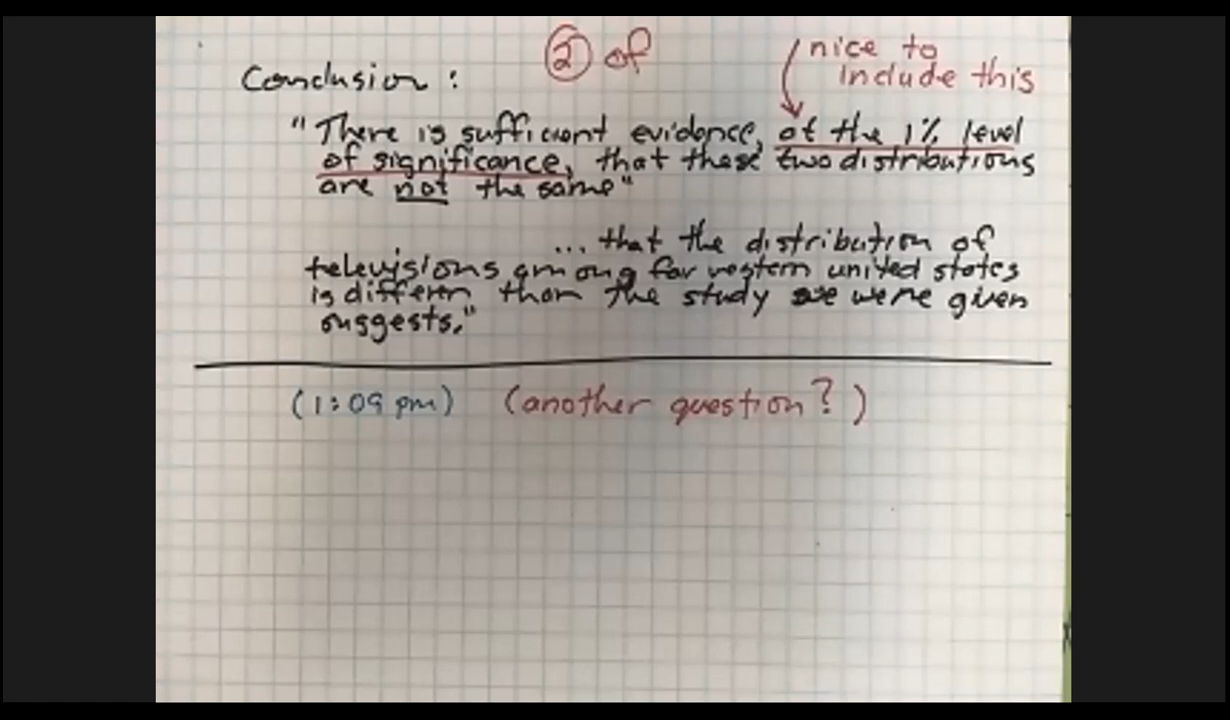 ② of
nice to
include this
Conclusion :
"There is sufficient evidence, at the 1% level
of significance, that these two distributions
are not the same"
... that the distribution of
televisions among far western united states
is differen than the study we were given
suggests."
(1:09 pm) (another question?)